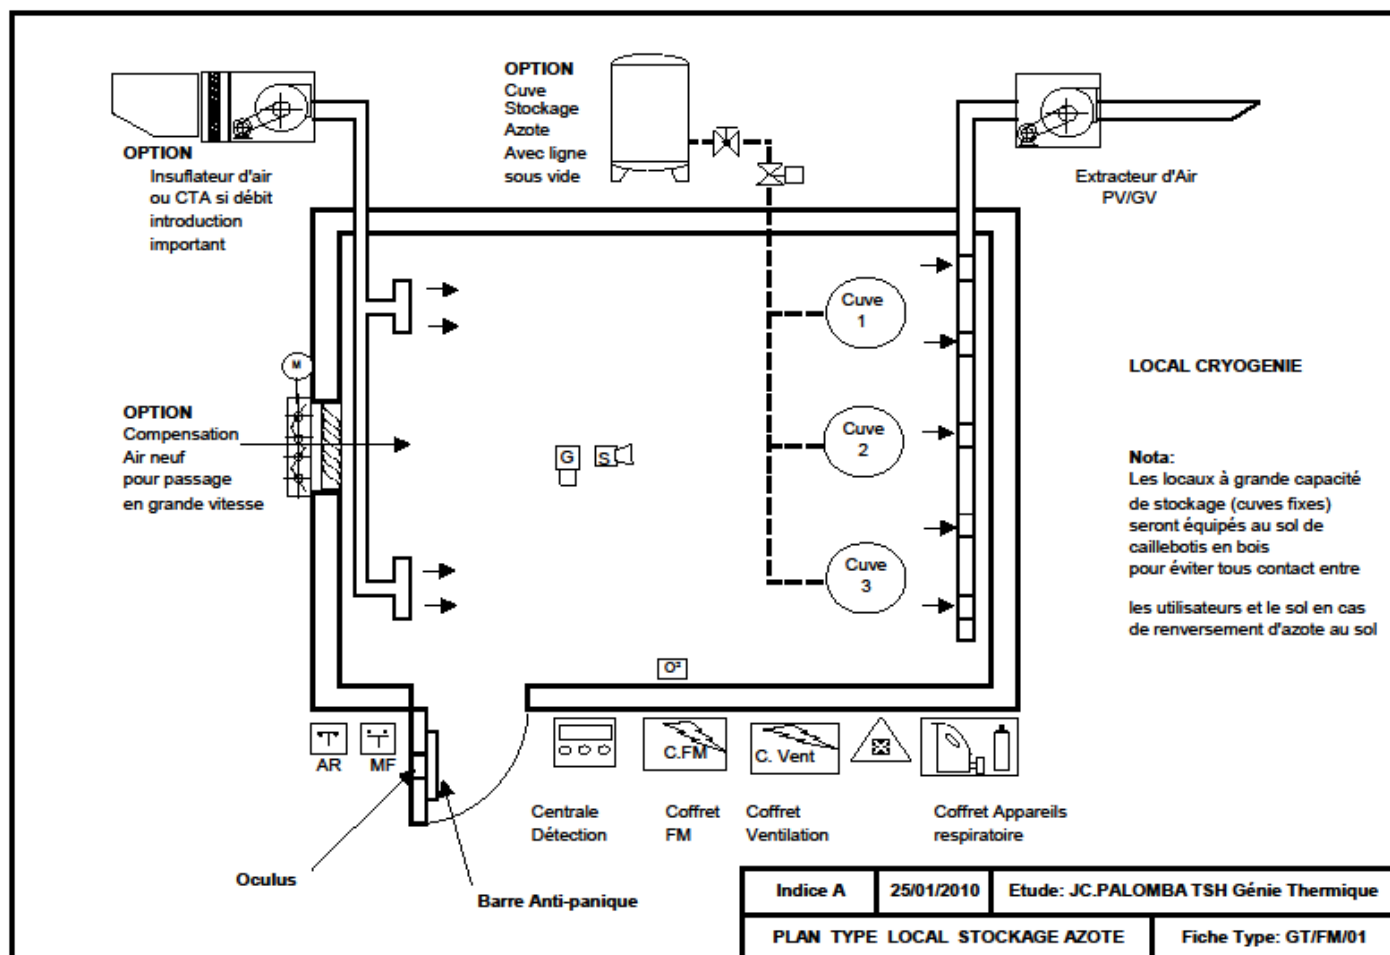 OPTION
Insuflateur d'air
ou CTA si débit
introduction
important
OPTION
Cuve
Stockage
Azote
Avec ligne
sous vide
Extracteur d'Air
PV/GV
M
OPTION
Compensation
Air neuf
pour passage
en grande vitesse
G
S
Cuve
1
Cuve
2
Cuve
3
LOCAL CRYOGENIE
Nota:
Les locaux à grande capacité
de stockage (cuves fixes)
seront équipés au sol de
caillebotis en bois
pour éviter tous contact entre
les utilisateurs et le sol en cas
de renversement d'azote au sol
O²
AR
MF
C.FM
C. Vent
Centrale
Détection
Coffret
FM
Coffret
Ventilation
Coffret Appareils
respiratoire
Oculus
Barre Anti-panique
Indice A
25/01/2010
Etude: JC.PALOMBA TSH Génie Thermique
PLAN TYPE LOCAL STOCKAGE AZOTE
Fiche Type: GT/FM/01